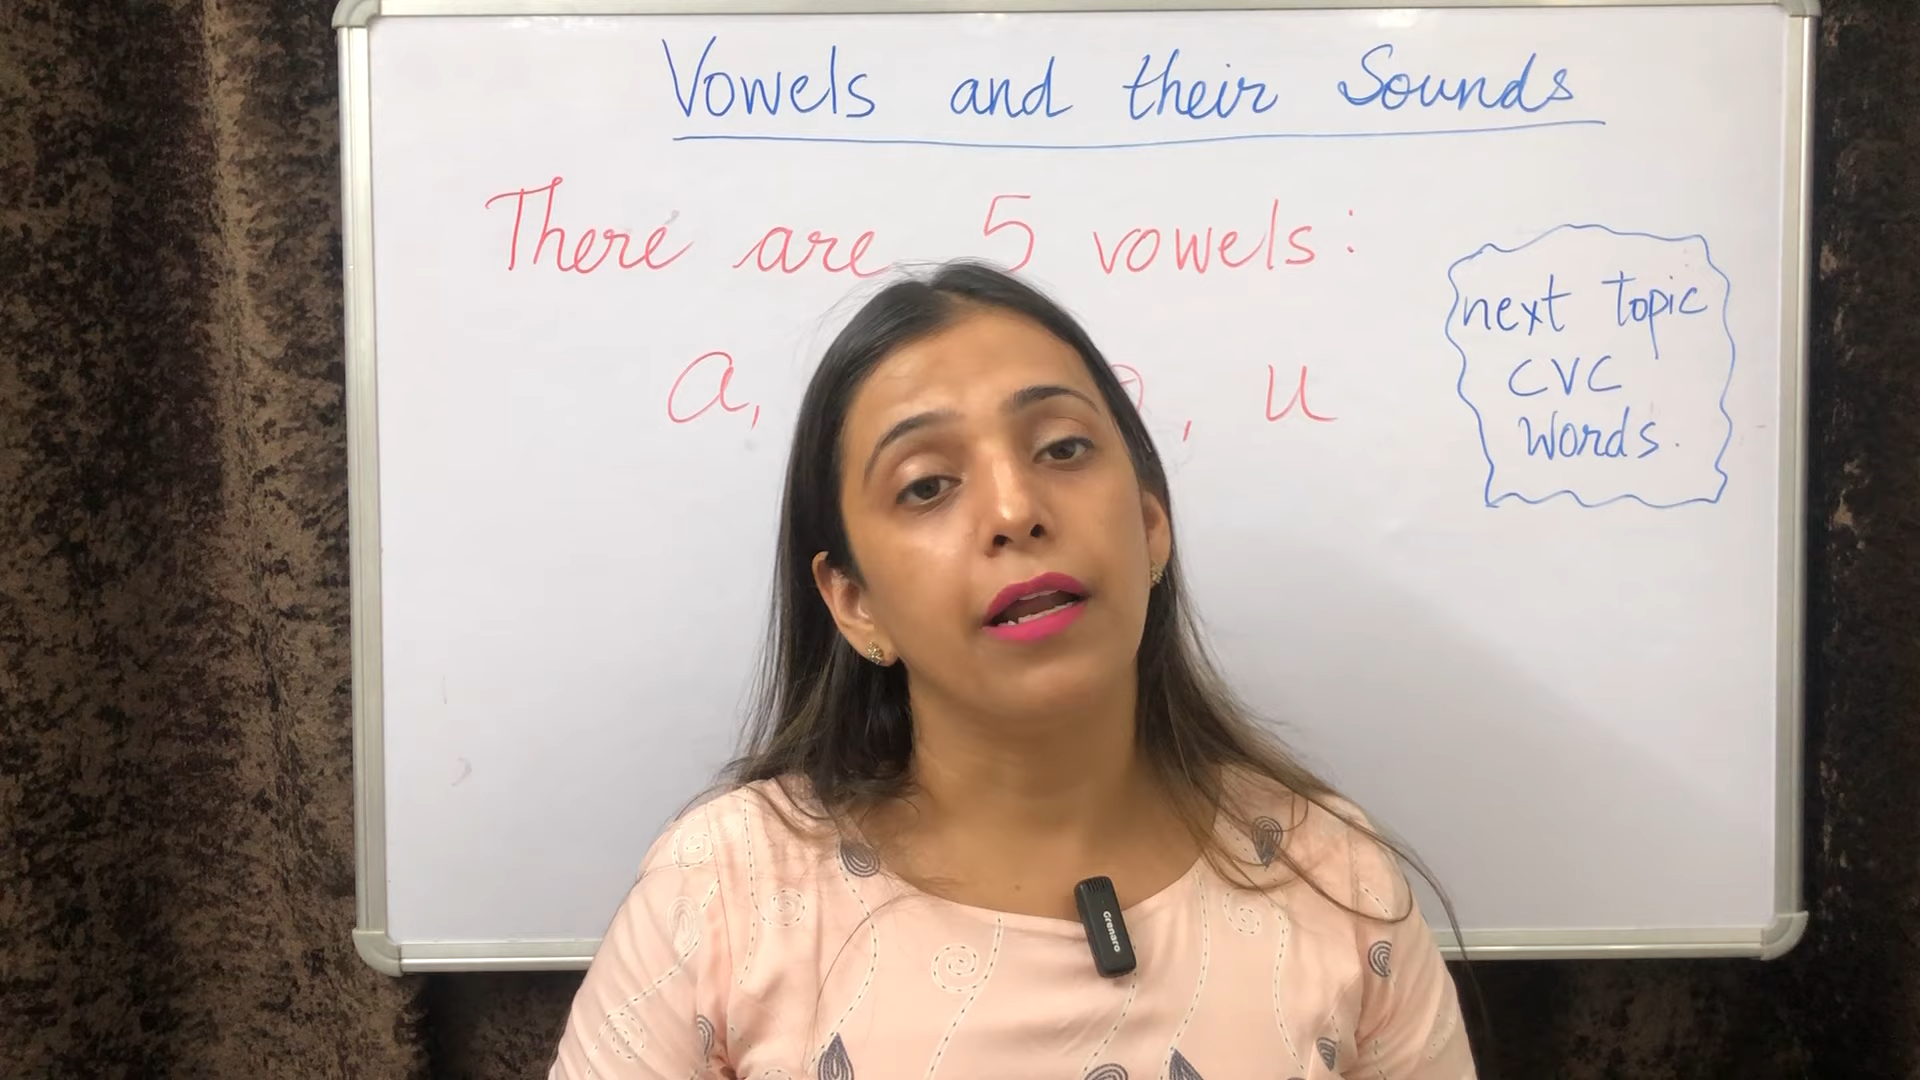 Vowels and their Sounds
There are 5 vowels:
a, o, u
next topic
CVC
Words.
Grenaro